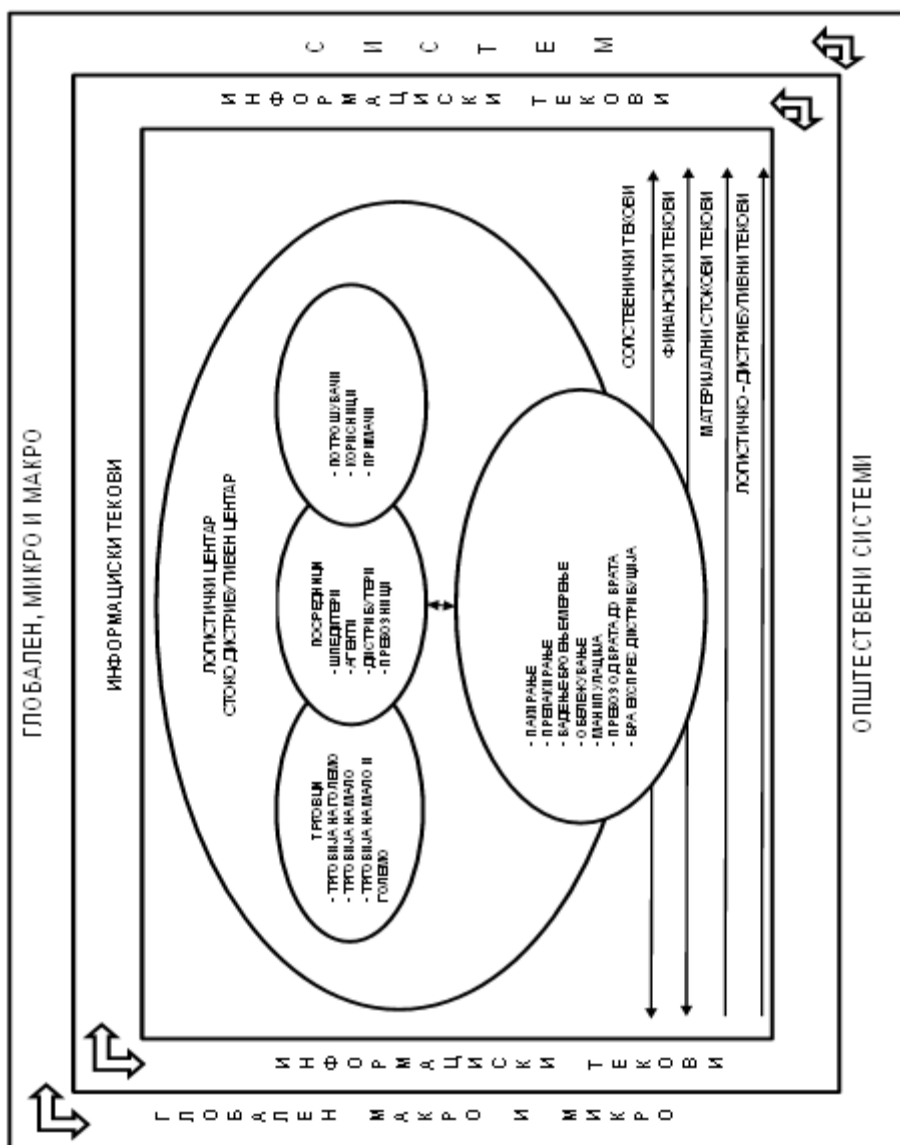 ГЛОБАЛЕН, МИКРО И МАКРО
СИСТЕМ
ГЛОБАЛЕН МАКРО И МИКРО
ОПШТЕСТВЕНИ СИСТЕМИ
ИНФОРМАЦИСКИ ТЕКОВИ
ИНФОРМАЦИСКИ ТЕКОВИ
ИНФОРМАЦИСКИ ТЕКОВИ
ЛОГИСТИЧКИ ЦЕНТАР
СТОКО ДИСТРИБУТИВЕН ЦЕНТАР
ТРГОВЦИ
- ТРГОВИЈА НА ГОЛЕМО
- ТРГОВИЈА НА МАЛО
- ТРГОВИЈА НА МАЛО И
ГОЛЕМО
ПОСРЕДНИЦИ
- ШПЕДИТЕРИ
- АГЕНТИ
- ДИСТРИБУТЕРИ
- ПРЕВОЗНИЦИ
- ПОТРОШУВАЧИ
- КОРИСНИЦИ
- ПРИМАЧИ
- ПАКИРАЊЕ
- ПРЕПАКИРАЊЕ
- ВАДЕЊЕ БРОЕЊЕ МЕРЕЊЕ
- ОБЕЛЕЖУВАЊЕ
- МАНИПУЛАЦИЈА
- ПРЕВОЗ ОД ВРАТА ДО ВРАТА
- БРЗА ЕКСПРЕС ДИСТРИБУЦИЈА
СОПСТВЕНИЧКИ ТЕКОВИ
ФИНАНСИСКИ ТЕКОВИ
МАТЕРИЈАЛНИ СТОКОВИ ТЕКОВИ
ЛОГИСТИЧКО - ДИСТРИБУТИВНИ ТЕКОВИ